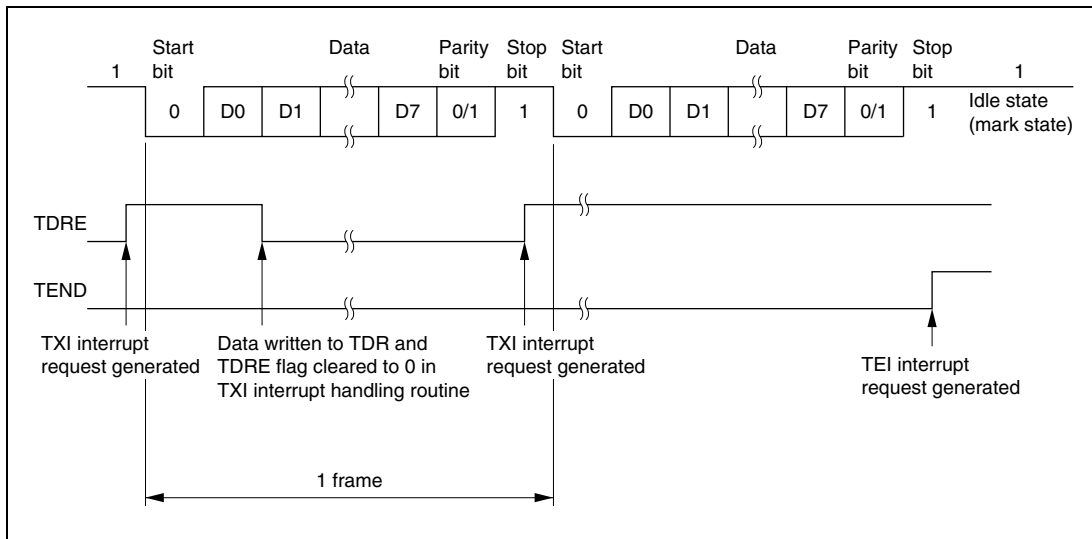 Start
bit
Data
Parity
bit
Stop
bit
Start
bit
Data
Parity
bit
Stop
bit
1
1
0
D0
D1
D7
0/1
1
0
D0
D1
D7
0/1
1
Idle state
(mark state)
TDRE
TEND
TXI interrupt
request generated
Data written to TDR and
TDRE flag cleared to 0 in
TXI interrupt handling routine
TXI interrupt
request generated
TEI interrupt
request generated
1 frame